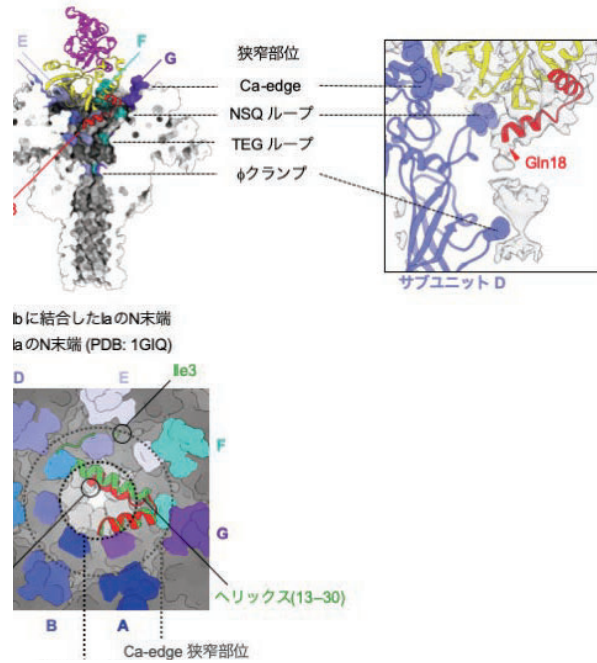 E
F
G
狭窄部位
Ca-edge
NSQ ループ
TEG ループ
φクランプ
Gln18
サブユニット D
Ibに結合したIaのN末端
IaのN末端 (PDB: 1GIQ)
D
E
Ile3
F
G
ヘリックス(13–30)
B
A
Ca-edge 狭窄部位